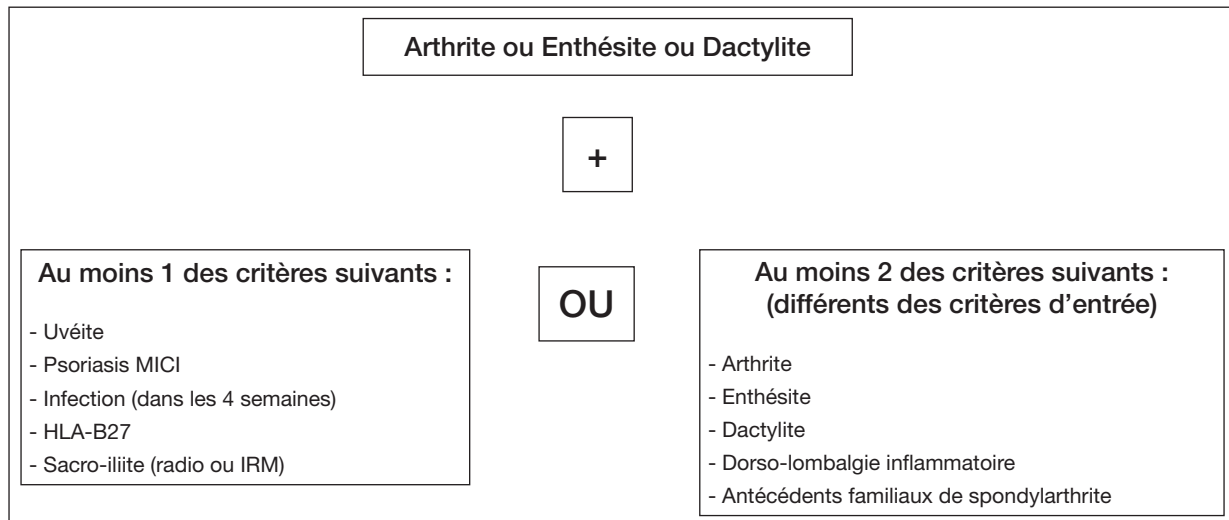 Arthrite ou Enthésite ou Dactylite
+
Au moins 1 des critères suivants :
- Uvéite
- Psoriasis MICI
- Infection (dans les 4 semaines)
- HLA-B27
- Sacro-iliite (radio ou IRM)
OU
Au moins 2 des critères suivants :
(différents des critères d’entrée)
- Arthrite
- Enthésite
- Dactylite
- Dorso-lombalgie inflammatoire
- Antécédents familiaux de spondylarthrite